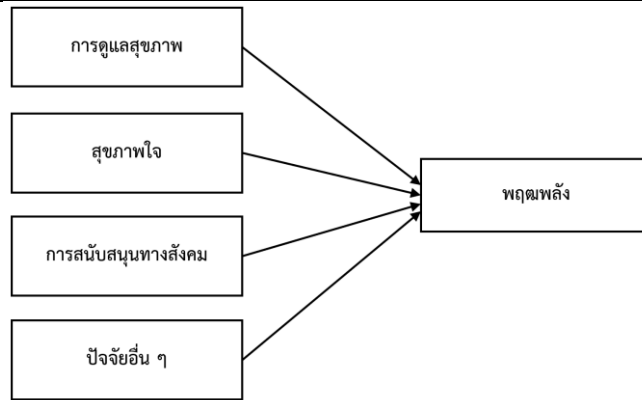 การดูแลสุขภาพ
สุขภาพใจ
การสนับสนุนทางสังคม
ปัจจัยอื่น ๆ
พฤฒพลัง